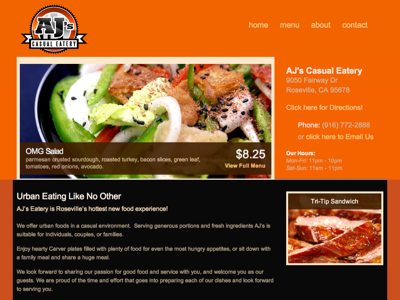 AJ's
CASUAL EATERY
home menu about contact
AJ's Casual Eatery
9050 Fairway Dr
Roseville, CA 95678
Click here for Directions!
Phone: (916) 772-2888
or click here to Email Us
Our Hours:
Mon-Fri: 11pm - 10pm
Sat-Sun: 11am - 11pm
OMG Salad
$8.25
parmesan crusted sourdough, roasted turkey, bacon slices, green leaf,
tomatoes, red onions, avocado.
View Full Menu
Urban Eating Like No Other
AJ's Eatery is Roseville's hottest new food experience!
We offer urban foods in a casual environment. Serving generous portions and fresh ingredients AJ's is
suitable for individuals, couples, or families.
Enjoy hearty Carver plates filled with plenty of food for even the most hungry appetites, or sit down with
a family meal and share a huge meal.
We look forward to sharing our passion for good food and service with you, and welcome you as our
guests. We are proud of the time and effort that goes into preparing each of our dishes and look forward
to serving you.
Tri-Tip Sandwich